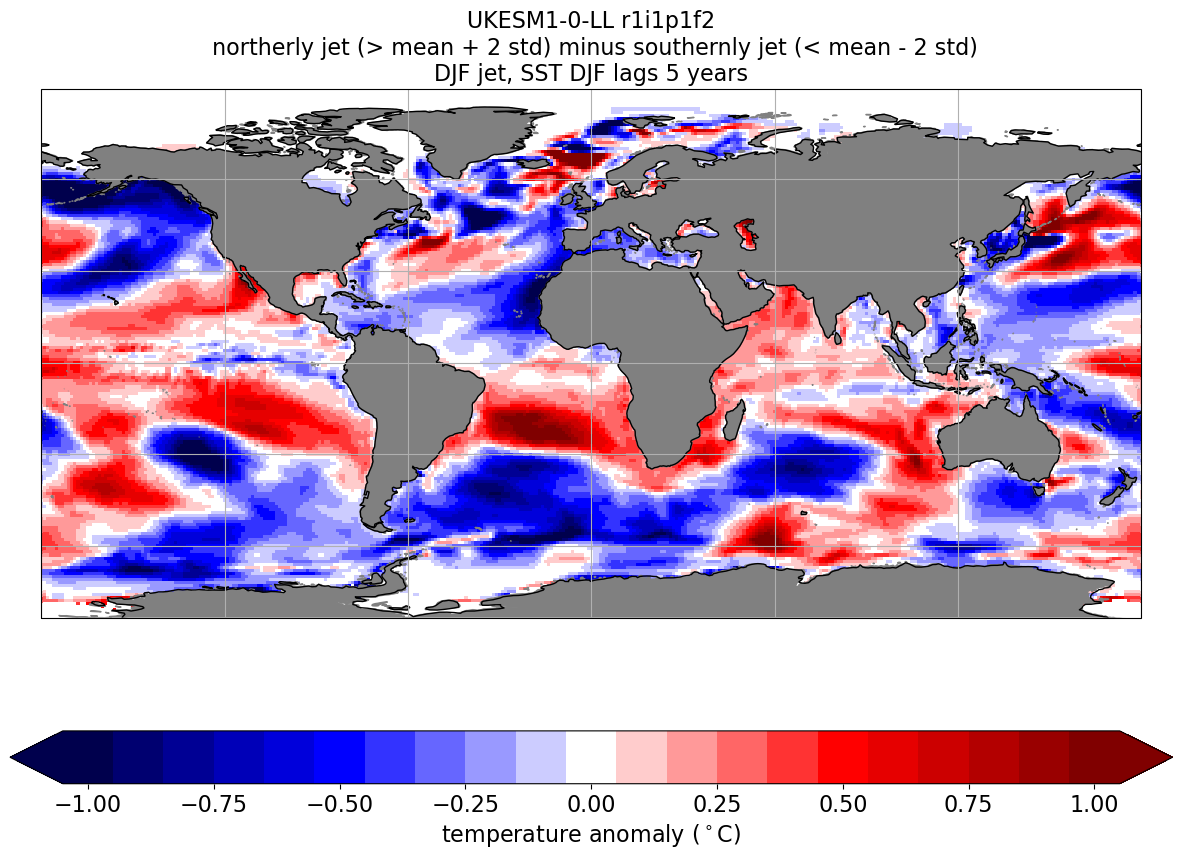 UKESM1-0-LL r1i1p1f2
northerly jet (> mean + 2 std) minus southernly jet (< mean - 2 std)
DJF jet, SST DJF lags 5 years
−1.00 −0.75 −0.50 −0.25 0.00 0.25 0.50 0.75 1.00
temperature anomaly (°C)